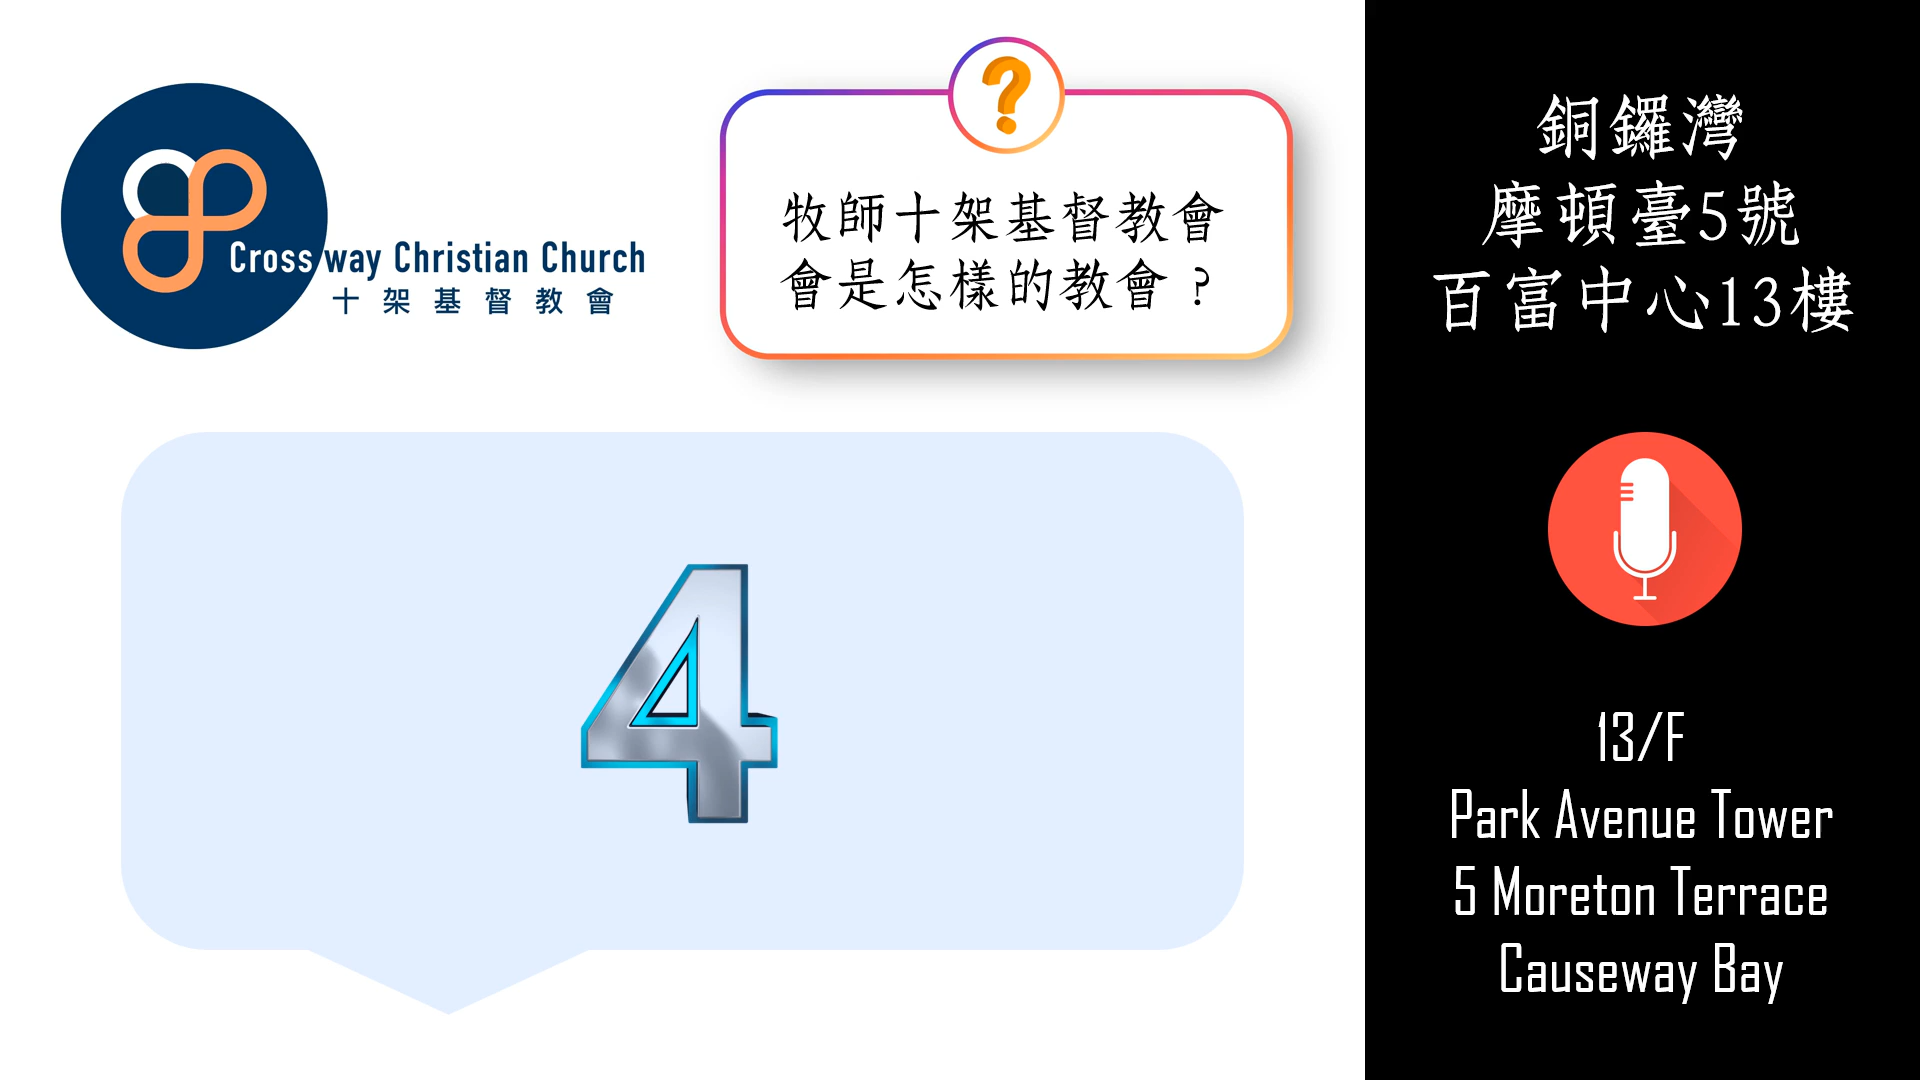 Cross way Christian Church
十架基督教會
?
牧師十架基督教會
會是怎樣的教會?
4
銅鑼灣
摩頓臺5號
百富中心13樓
13/F
Park Avenue Tower
5 Moreton Terrace
Causeway Bay